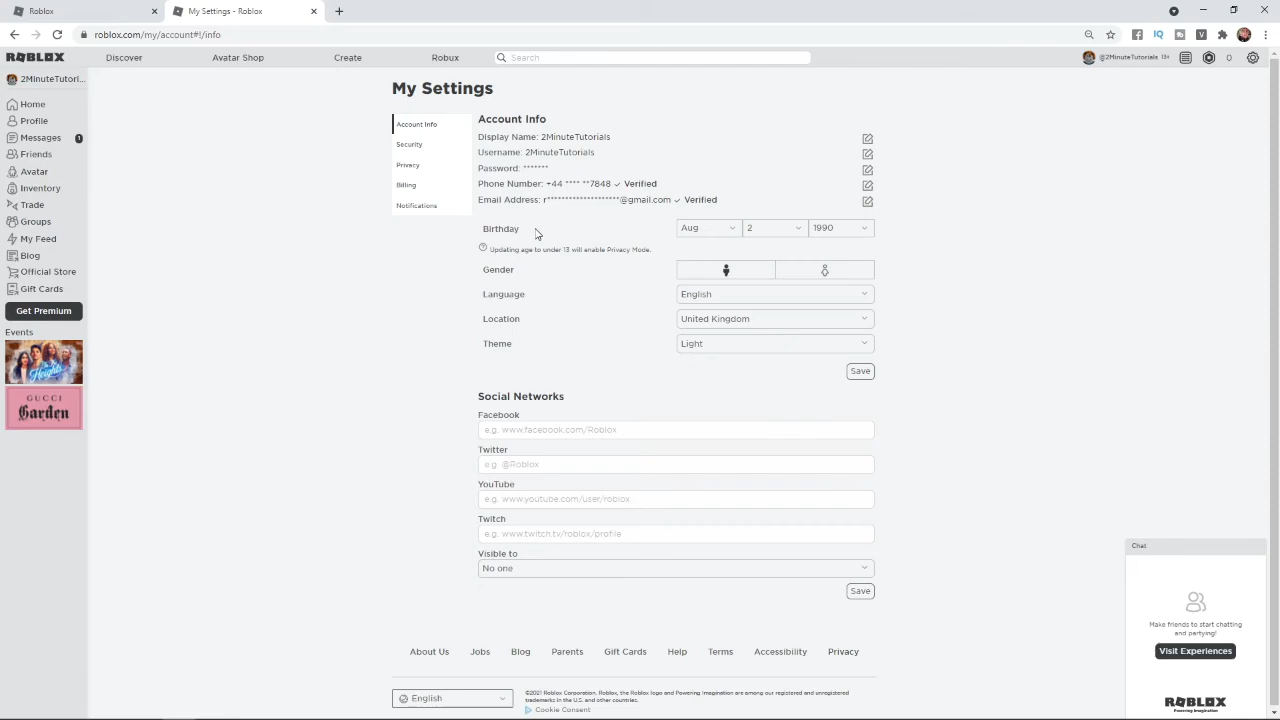 Roblox
My Settings - Roblox
roblox.com/my/account#!/info
ROBLOX
Discover
Avatar Shop
Create
Robux
Search
@2MinuteTutorials 13+
0
2MinuteTutori...
Home
Profile
Messages 1
Friends
Avatar
Inventory
Trade
Groups
My Feed
Blog
Official Store
Gift Cards
Get Premium
Events
Heights
GUCCI
Garden
My Settings
Account Info
Security
Privacy
Billing
Notifications
Account Info
Display Name: 2MinuteTutorials
Username: 2MinuteTutorials
Password: *******
Phone Number: +44 **** **7848 ✓ Verified
Email Address: r********************@gmail.com ✓ Verified
Birthday Aug 2 1990
Updating age to under 13 will enable Privacy Mode.
Gender
Language English
Location United Kingdom
Theme Light
Save
Social Networks
Facebook
e.g. www.facebook.com/Roblox
Twitter
e.g. @Roblox
YouTube
e.g. www.youtube.com/user/roblox
Twitch
e.g. www.twitch.tv/roblox/profile
Visible to
No one
Save
About Us Jobs Blog Parents Gift Cards Help Terms Accessibility Privacy
English
©2021 Roblox Corporation. Roblox, the Roblox logo and Powering Imagination are among our registered and unregistered
trademarks in the U.S. and other countries.
Cookie Consent
Chat
Make friends to start chatting
and partying!
Visit Experiences
ROBLOX
Powering Imagination